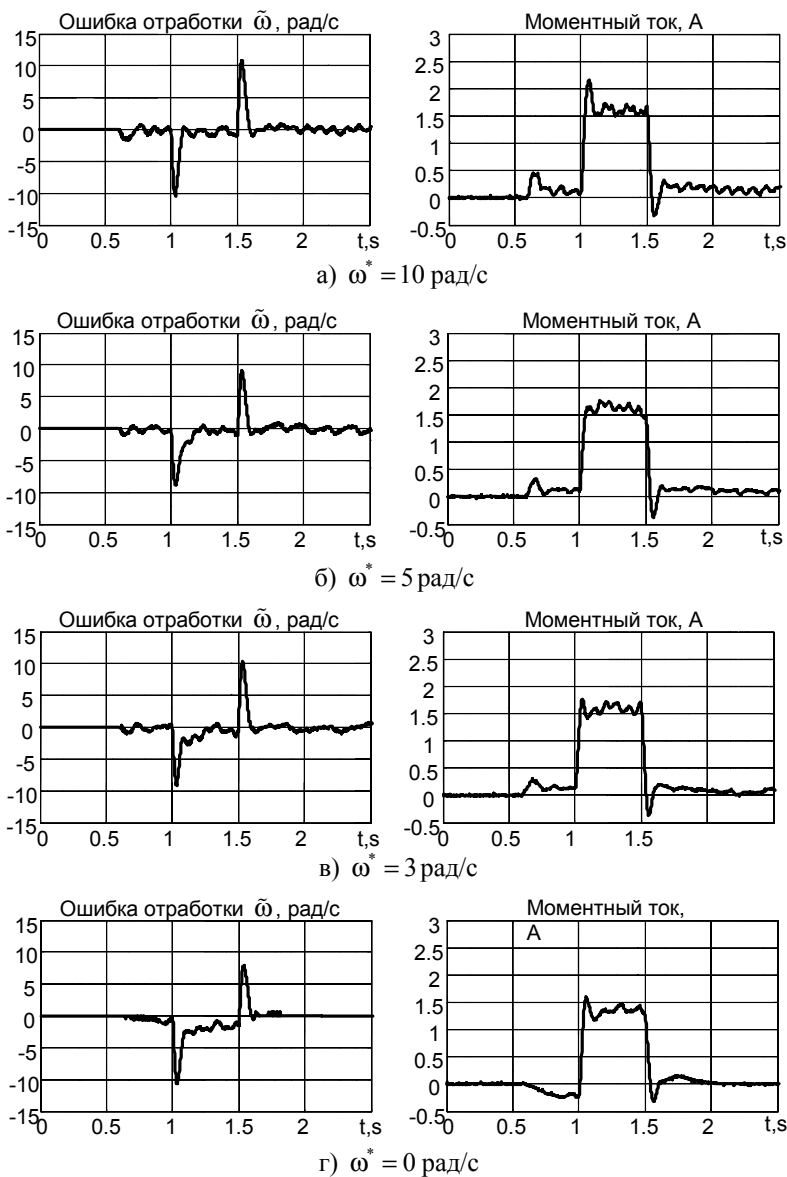 Ошибка отработки ω̃, рад/с
Моментный ток, А
15
10
5
0
-5
-10
-15
0 0.5 1 1.5 2 t,s
3
2.5
2
1.5
1
0.5
0
-0.5
0 0.5 1 1.5 2 t,s
а) ω* = 10 рад/с
Ошибка отработки ω̃, рад/с
Моментный ток, А
15
10
5
0
-5
-10
-15
0 0.5 1 1.5 2 t,s
3
2.5
2
1.5
1
0.5
0
-0.5
0 0.5 1 1.5 2 t,s
б) ω* = 5 рад/с
Ошибка отработки ω̃, рад/с
Моментный ток, А
15
10
5
0
-5
-10
-15
0 0.5 1 1.5 2 t,s
3
2.5
2
1.5
1
0.5
0
-0.5
0 0.5 1 1.5
в) ω* = 3 рад/с
Ошибка отработки ω̃, рад/с
Моментный ток,
А
15
10
5
0
-5
-10
-15
0 0.5 1 1.5 2 t,s
3
2.5
2
1.5
1
0.5
0
-0.5
0 0.5 1 1.5 2 t,s
г) ω* = 0 рад/с